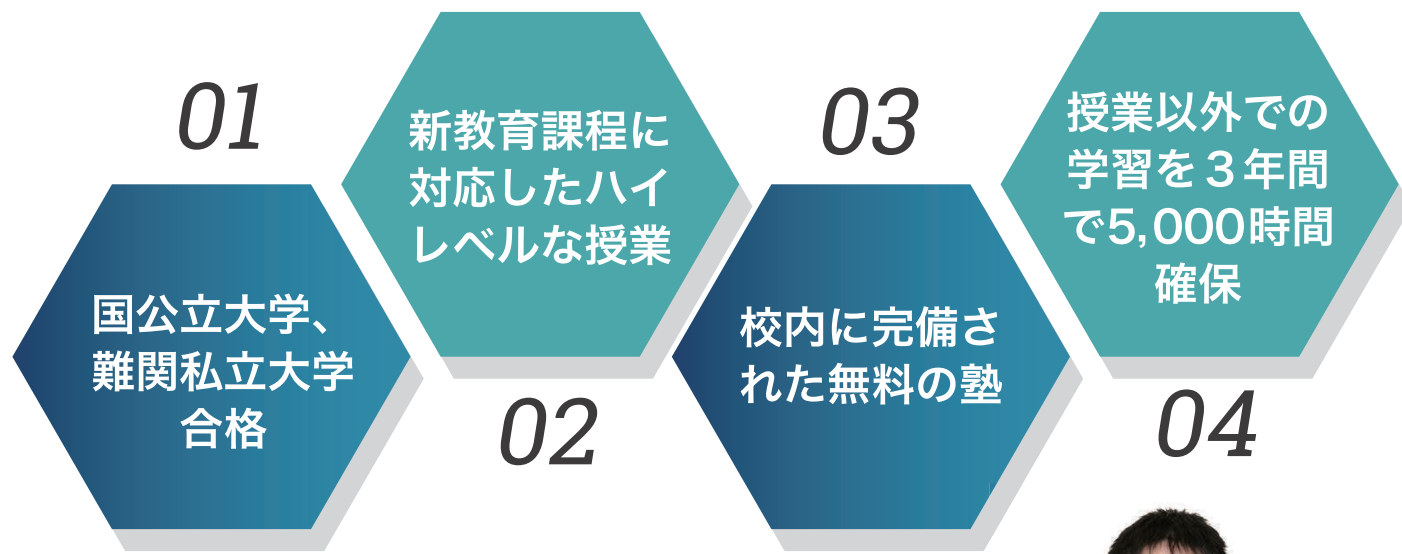 01
国公立大学、
難関私立大学
合格
02
新教育課程に
対応したハイ
レベルな授業
03
校内に完備さ
れた無料の塾
04
授業以外での
学習を３年間
で5,000時間
確保